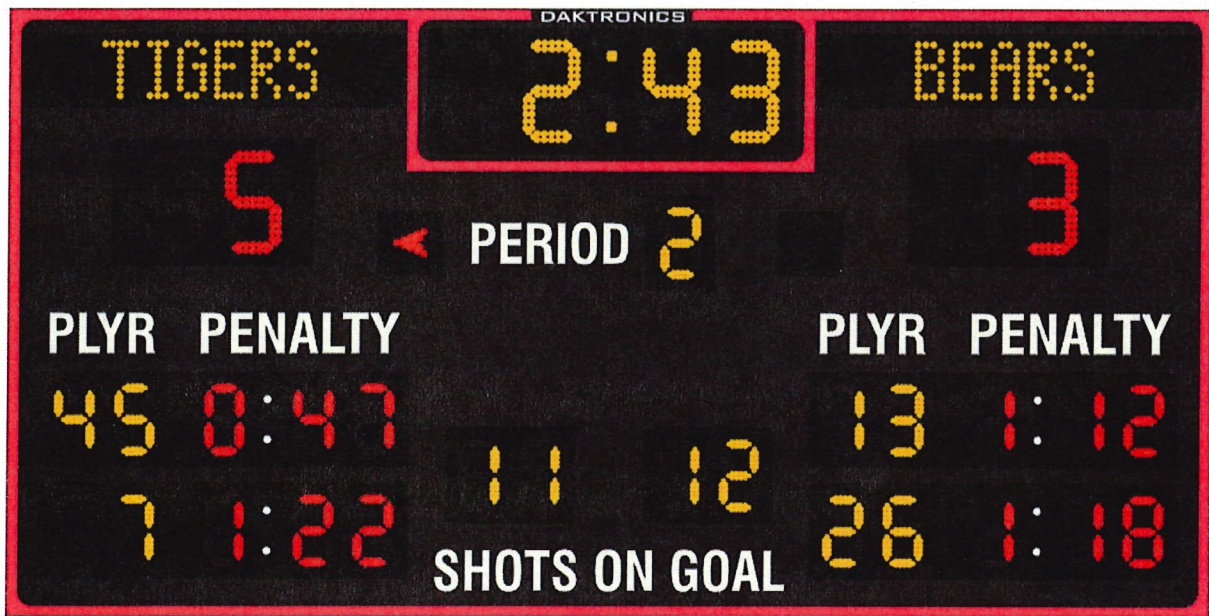 DAKTRONICS
TIGERS 2:43 BEARS
5 PERIOD 2 3
PLYR PENALTY PLYR PENALTY
45 0:47 13 1:12
11 12
7 1:22 26 1:18
SHOTS ON GOAL